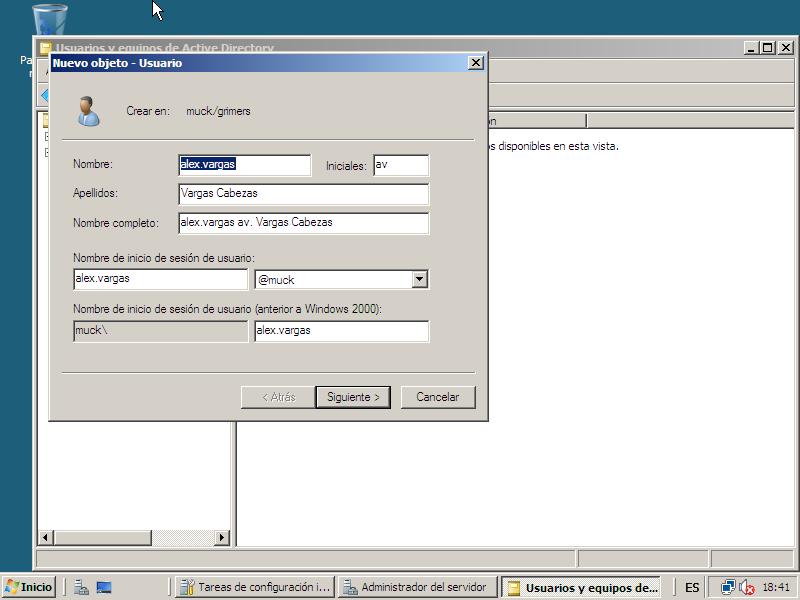 Usuarios y equipos de Active Directory
Nuevo objeto - Usuario
Crear en: muck/grimers
Nombre: alex.vargas Iniciales: av
Apellidos: Vargas Cabezas
Nombre completo: alex.vargas av. Vargas Cabezas
Nombre de inicio de sesión de usuario:
alex.vargas @muck
Nombre de inicio de sesión de usuario (anterior a Windows 2000):
muck\ alex.vargas
< Atrás Siguiente > Cancelar
disponibles en esta vista.
Inicio Tareas de configuración i... Administrador del servidor Usuarios y equipos de... ES 18:41